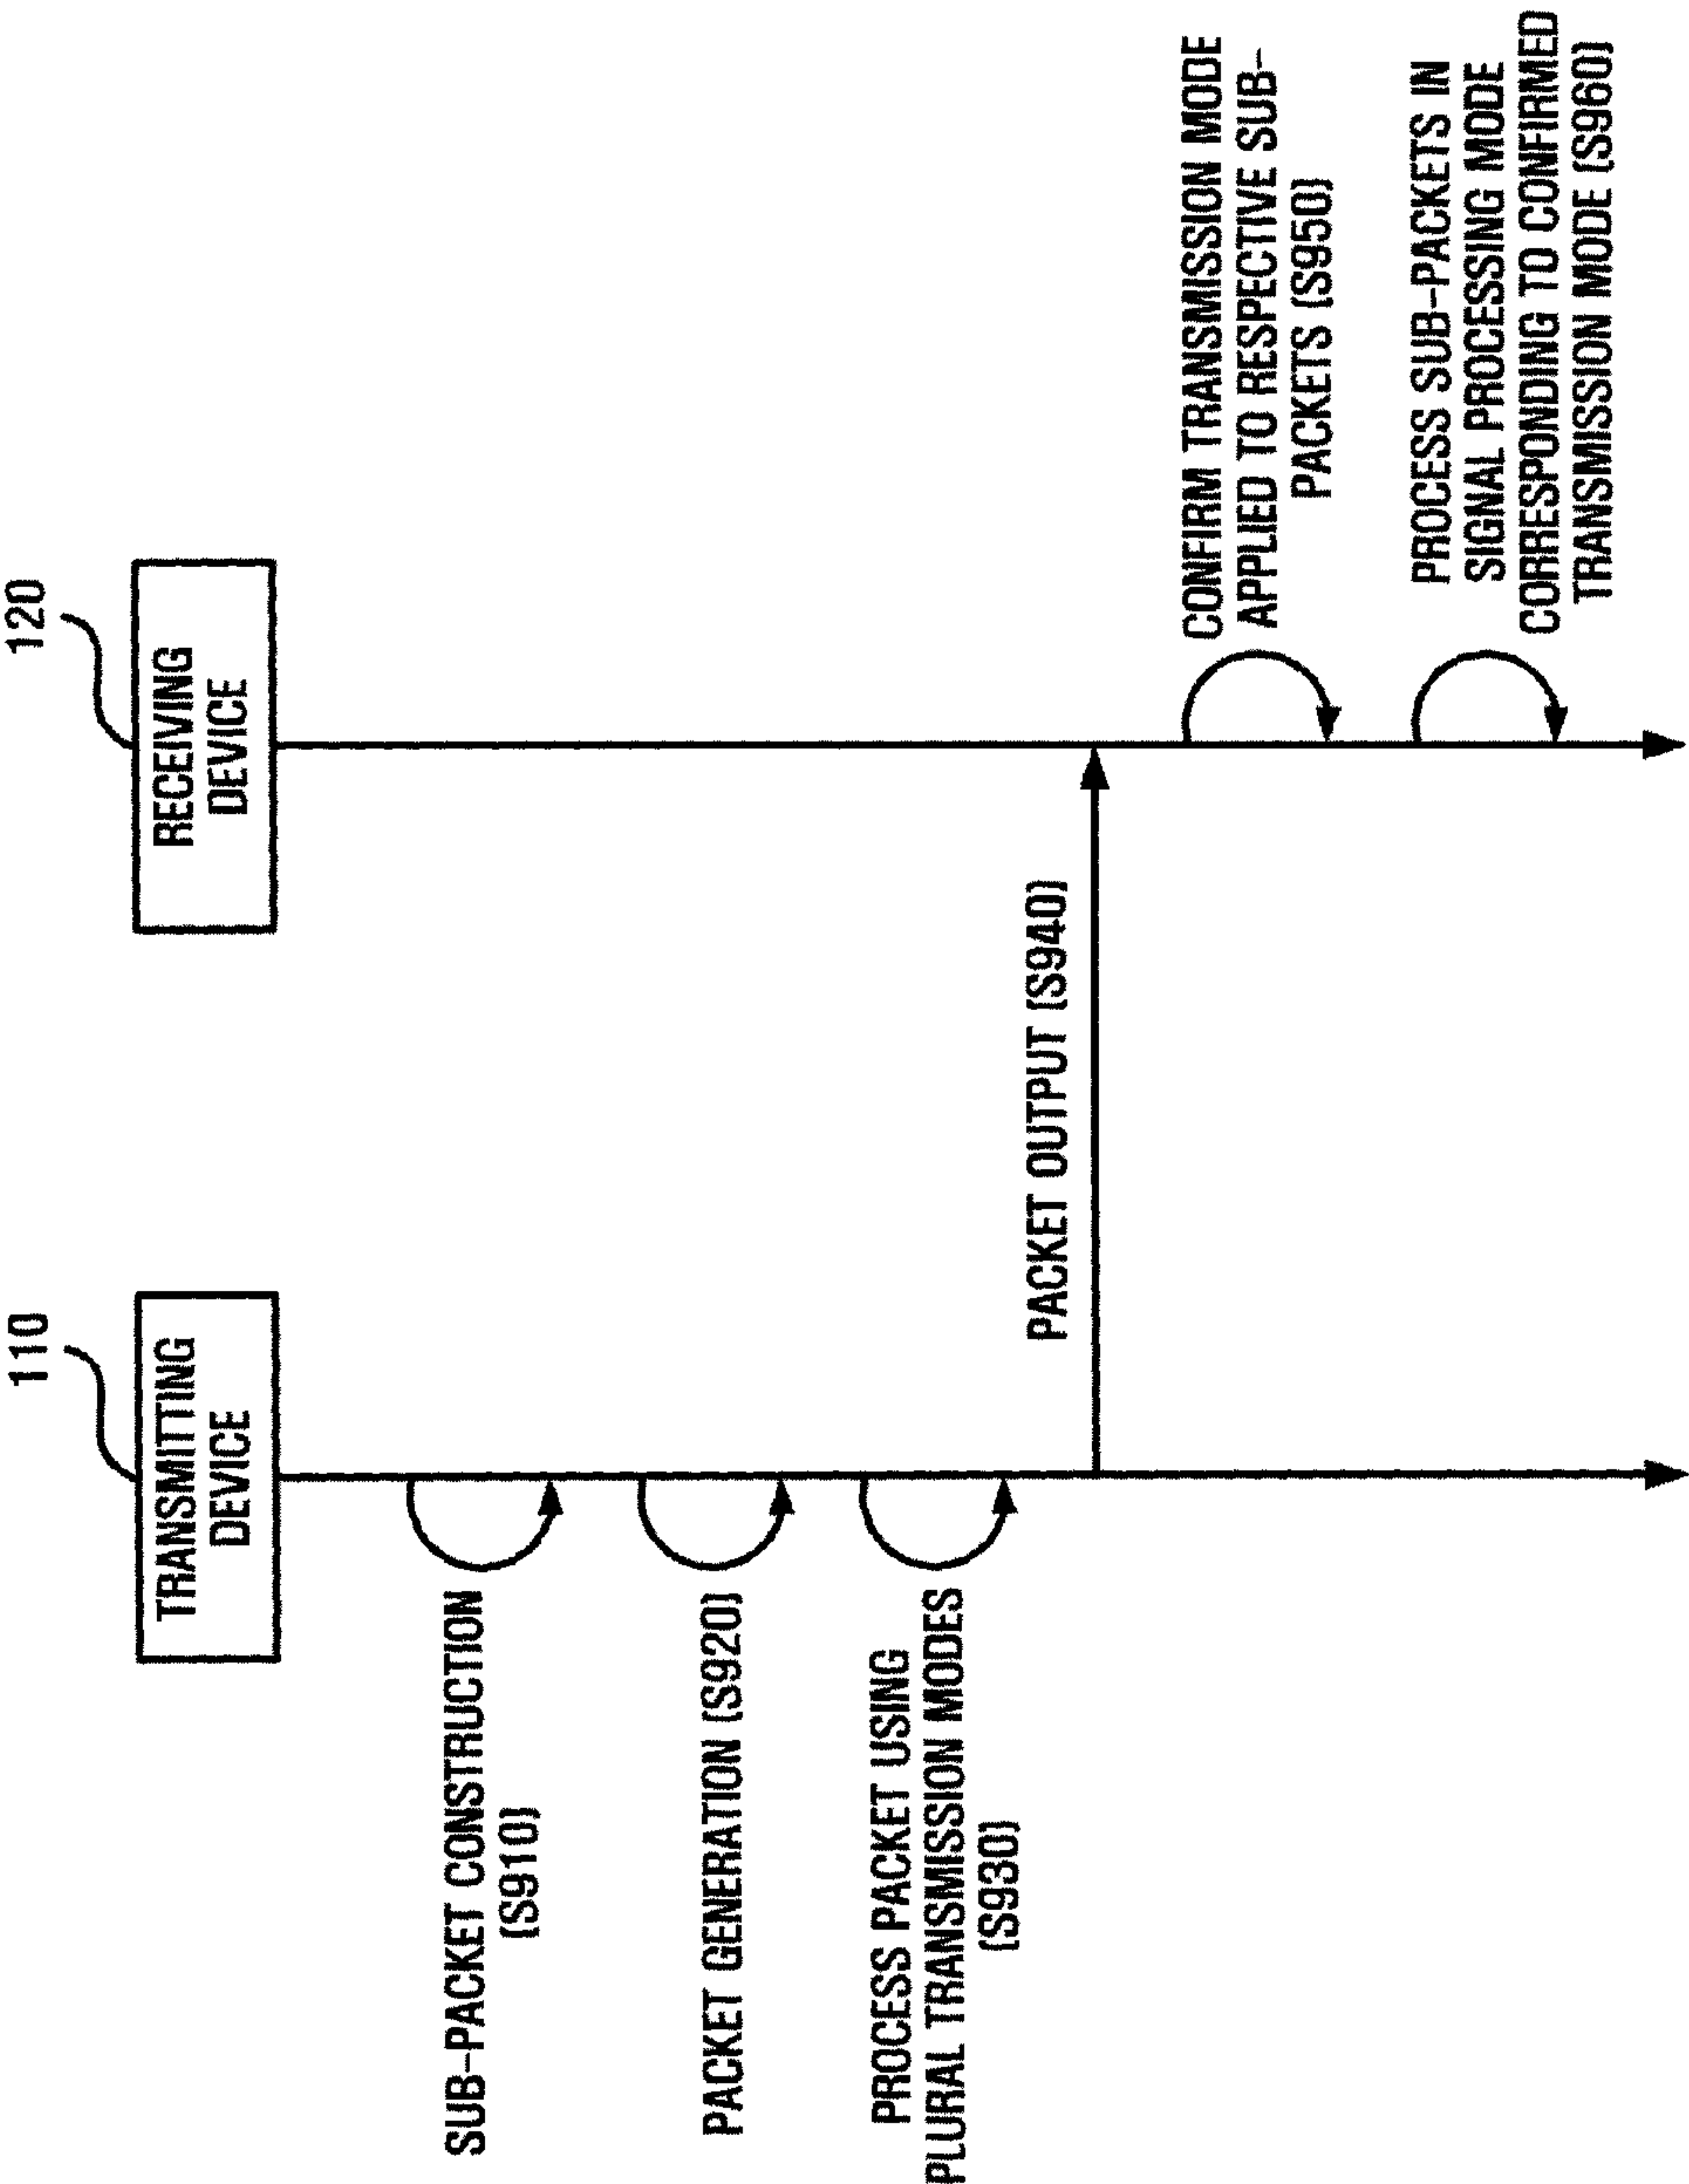 110
TRANSMITTING
DEVICE
120
RECEIVING
DEVICE
SUB-PACKET CONSTRUCTION
(S910)
PACKET GENERATION (S920)
PROCESS PACKET USING
PLURAL TRANSMISSION MODES
(S930)
PACKET OUTPUT (S940)
CONFIRM TRANSMISSION MODE
APPLIED TO RESPECTIVE SUB-
PACKETS (S950)
PROCESS SUB-PACKETS IN
SIGNAL PROCESSING MODE
CORRESPONDING TO CONFIRMED
TRANSMISSION MODE (S960)